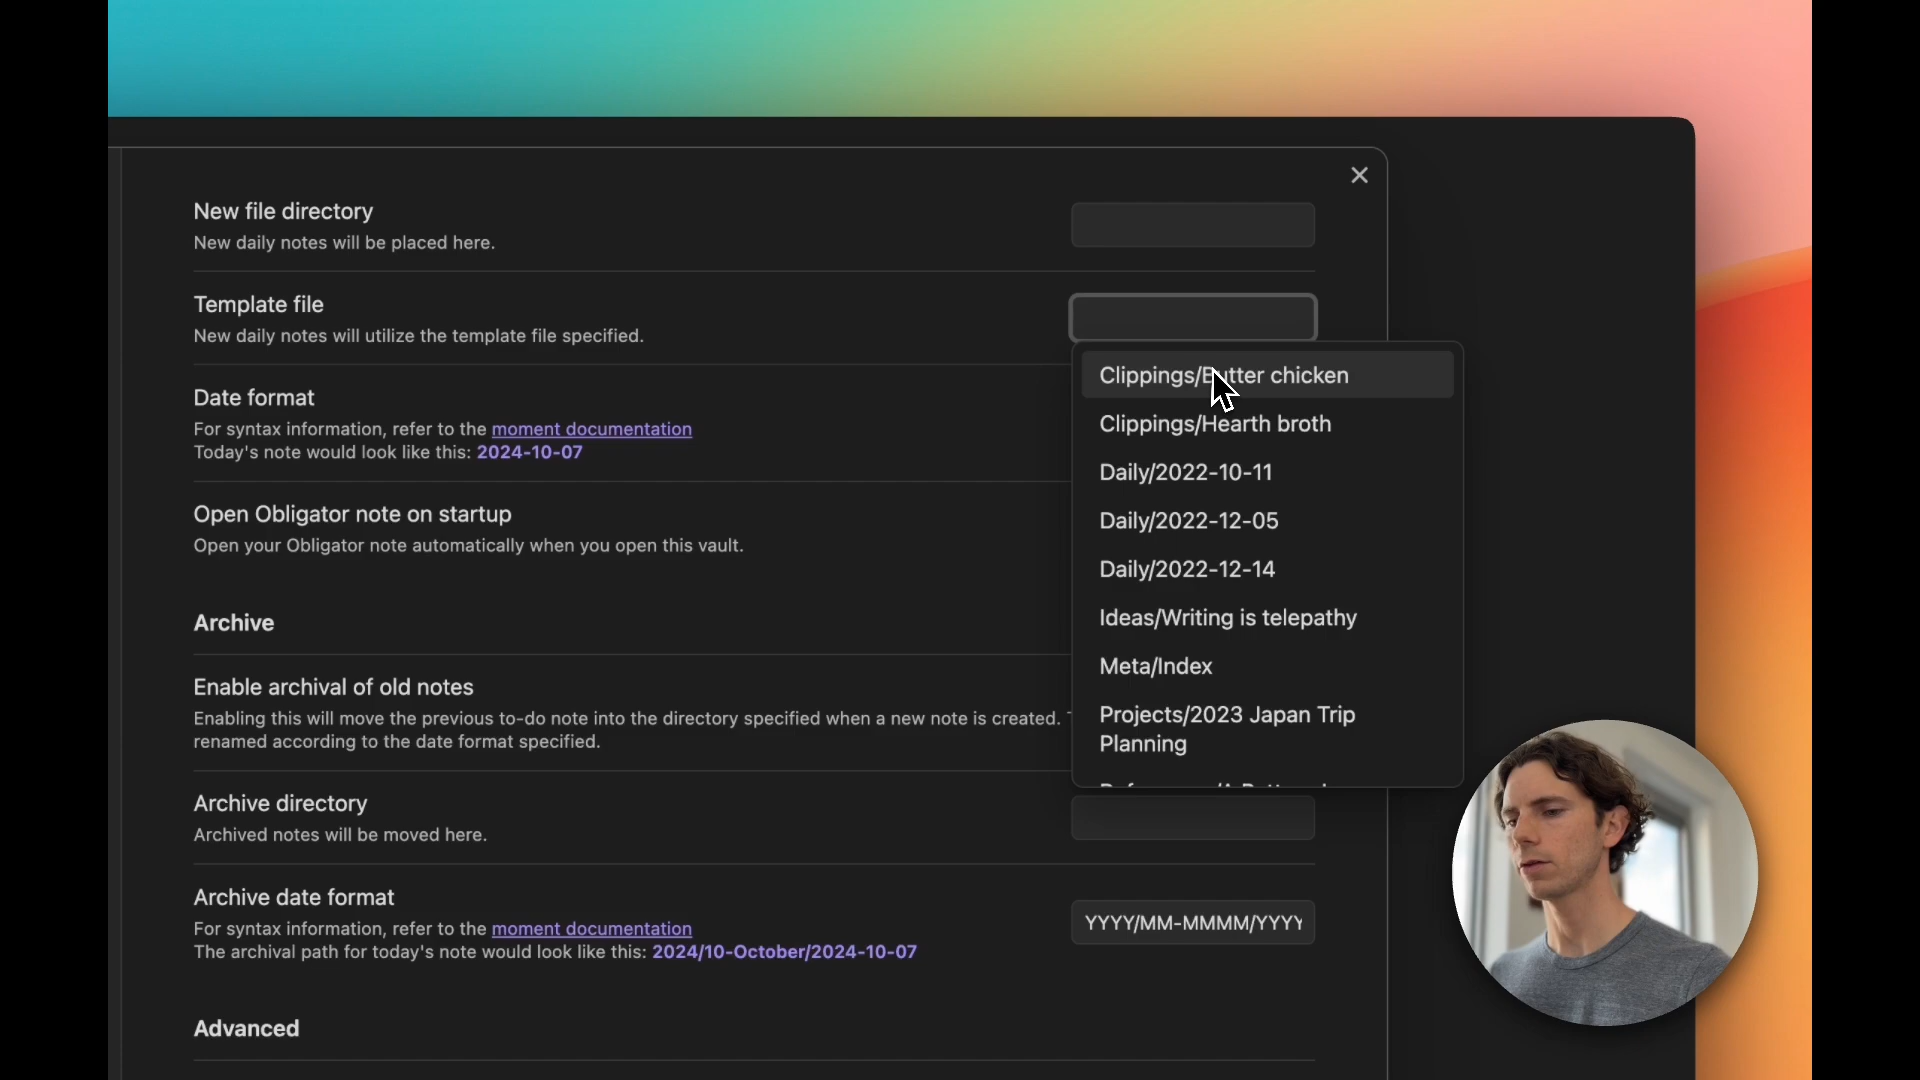 New file directory
New daily notes will be placed here.
Template file
New daily notes will utilize the template file specified.
Clippings/Butter chicken
Date format
For syntax information, refer to the moment documentation
Today's note would look like this: 2024-10-07
Clippings/Hearth broth
Daily/2022-10-11
Daily/2022-12-05
Daily/2022-12-14
Ideas/Writing is telepathy
Meta/Index
Projects/2023 Japan Trip
Planning
Open Obligator note on startup
Open your Obligator note automatically when you open this vault.
Archive
Enable archival of old notes
Enabling this will move the previous to-do note into the directory specified when a new note is created.
renamed according to the date format specified.
Archive directory
Archived notes will be moved here.
Archive date format
For syntax information, refer to the moment documentation
The archival path for today's note would look like this: 2024/10-October/2024-10-07
YYYY/MM-MMMM/YYYY
Advanced